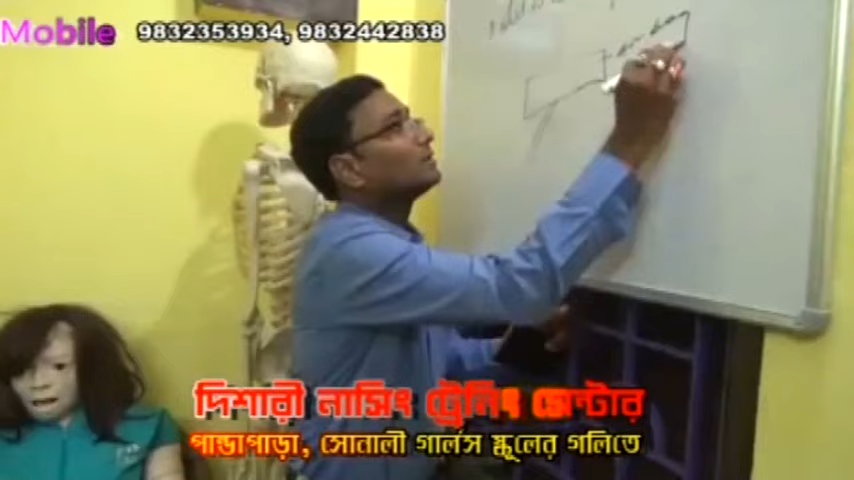 Mobile 9832353934, 9832442838
দিশারী নার্সিং ট্রেনিং সেন্টার
পান্ডাপাড়া, সোনালী গার্লস স্কুলের গলিতে